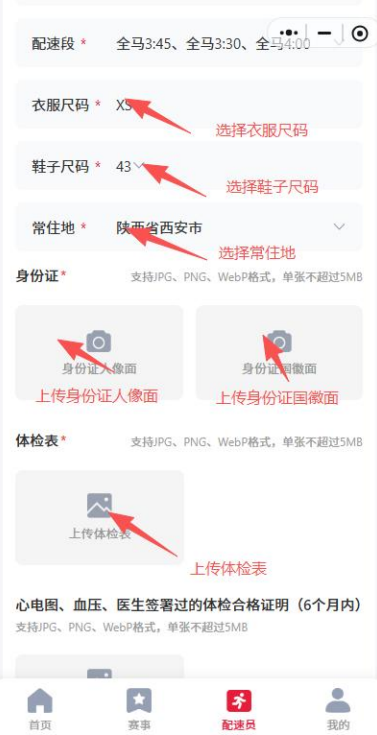 配速段 * 全马3:45、全马3:30、全马4:00
衣服尺码 * XS
选择衣服尺码
鞋子尺码 * 43
选择鞋子尺码
常住地 * 陕西省西安市
选择常住地
身份证* 支持JPG、PNG、WebP格式，单张不超过5MB
身份证人像面 身份证国徽面
上传身份证人像面 上传身份证国徽面
体检表* 支持JPG、PNG、WebP格式，单张不超过5MB
上传体检表
上传体检表
心电图、血压、医生签署过的体检合格证明（6个月内）
支持JPG、PNG、WebP格式，单张不超过5MB
首页 赛事 配速员 我的